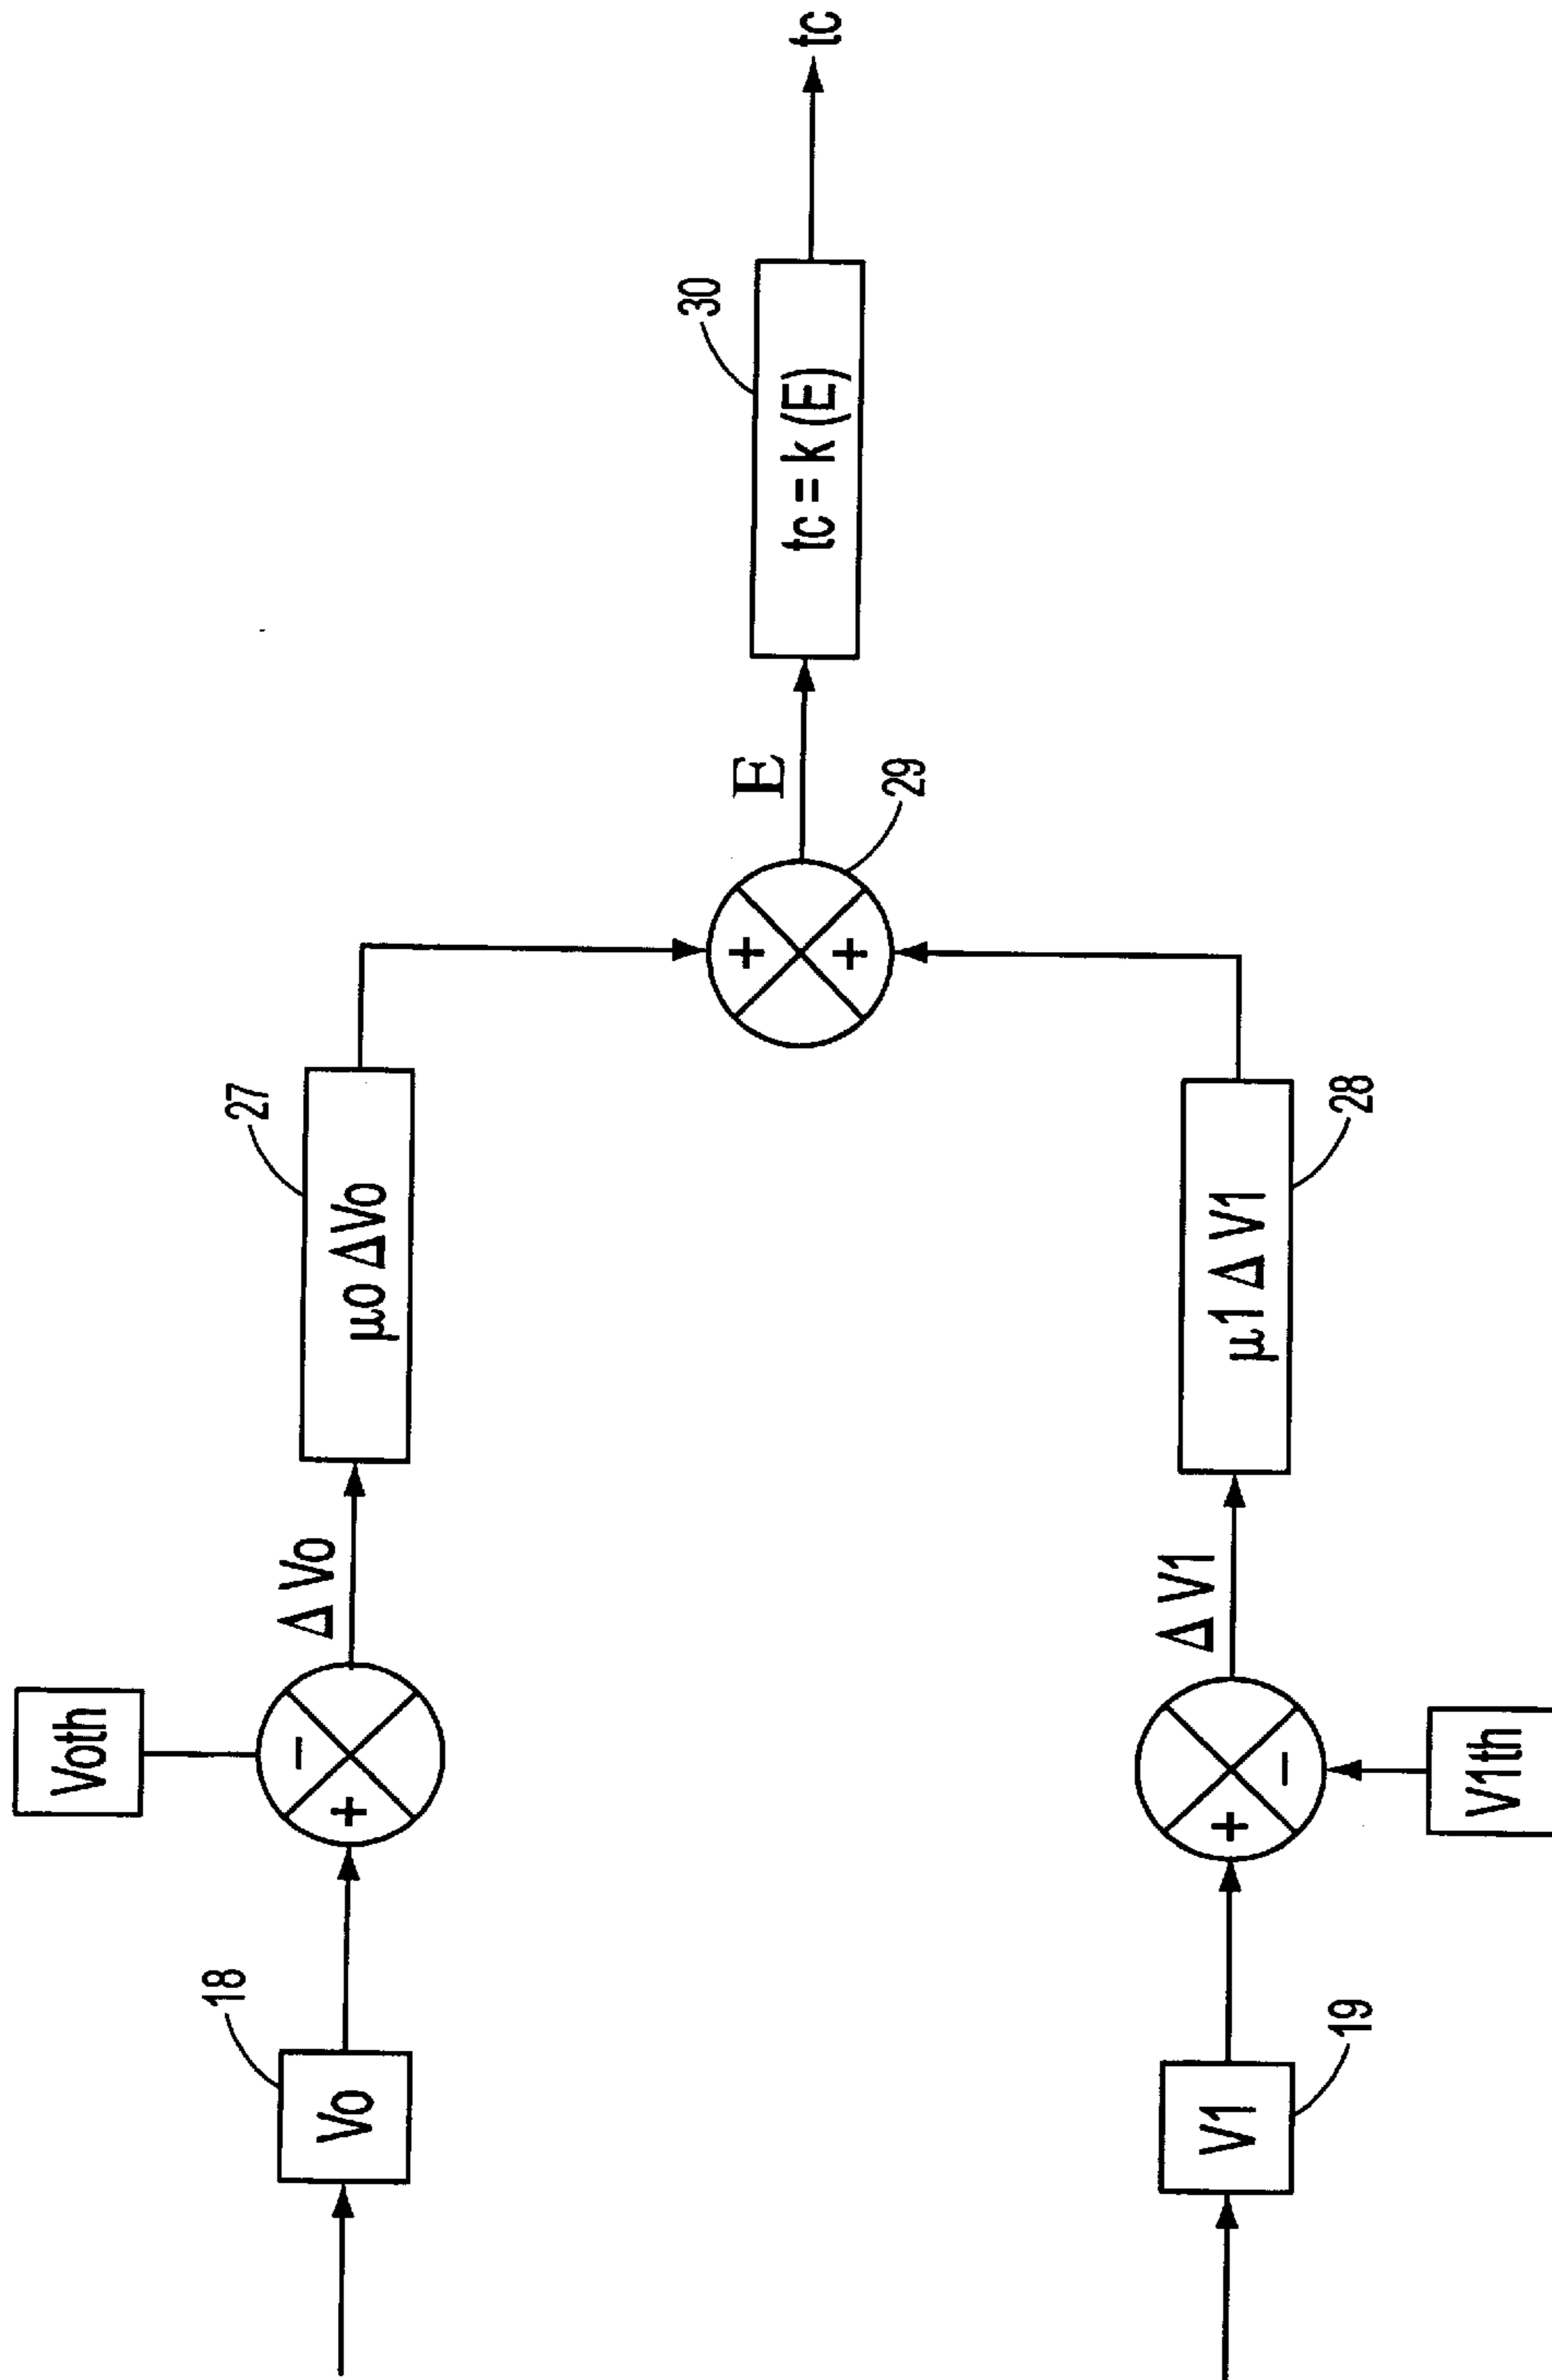 Voth
18
Vo
ΔVo
27
μo ΔVo
E
29
30
tc = k (E)
tc
V1
19
ΔV1
V1th
μ1 ΔV1
28